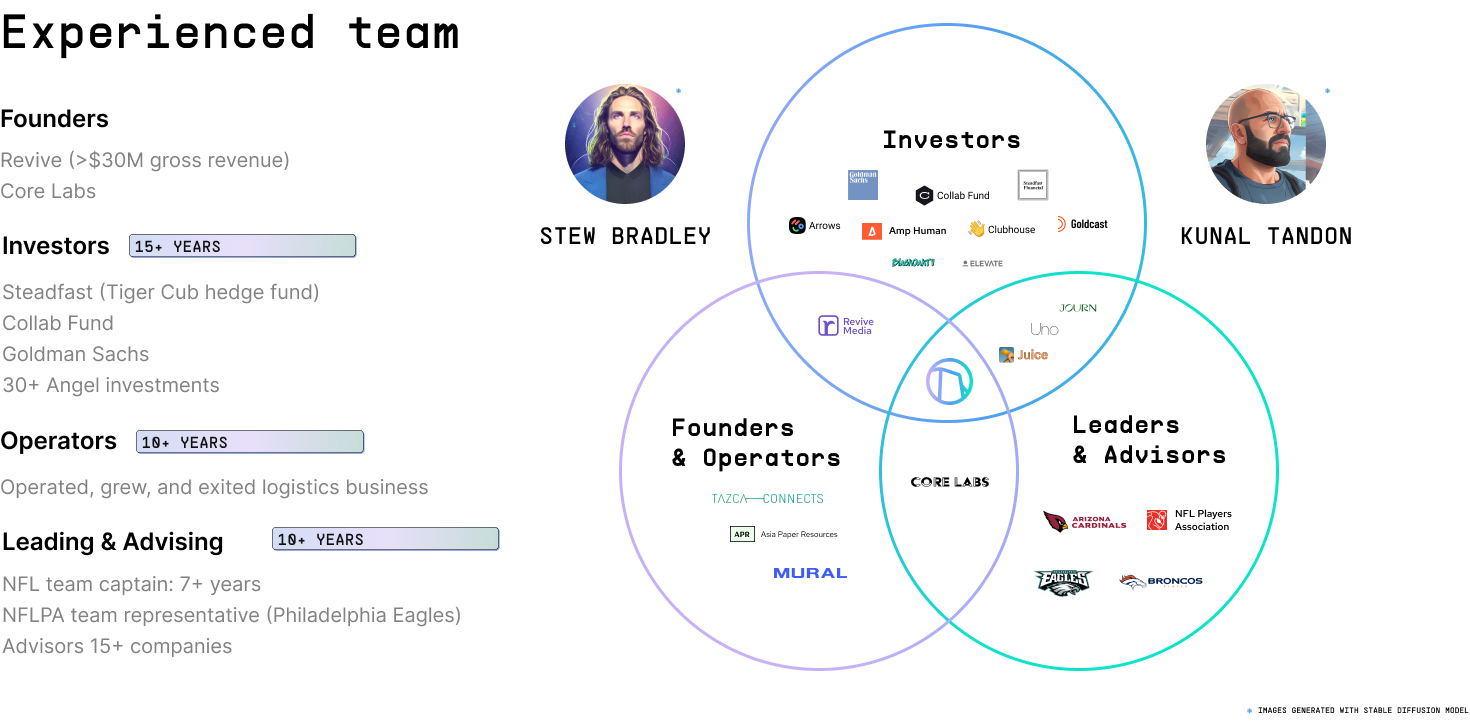 Experienced team
Founders
Revive (>$30M gross revenue)
Core Labs
Investors
15+ YEARS
Steadfast (Tiger Cub hedge fund)
Collab Fund
Goldman Sachs
30+ Angel investments
Operators
10+ YEARS
Operated, grew, and exited logistics business
Leading & Advising
10+ YEARS
NFL team captain: 7+ years
NFLPA team representative (Philadelphia Eagles)
Advisors 15+ companies
*
STEW BRADLEY
*
KUNAL TANDON
Investors
Goldman
Sachs
Collab Fund
Steadfast
Financial
Arrows
Amp Human
Clubhouse
Goldcast
ELEVATE
Revive
Media
JOURN
Uno
Juice
Founders
& Operators
TAZCA CONNECTS
APR
Asia Paper Resources
MURAL
CORE LABS
Leaders
& Advisors
ARIZONA
CARDINALS
NFL Players
Association
EAGLES
BRONCOS
* IMAGES GENERATED WITH STABLE DIFFUSION MODEL